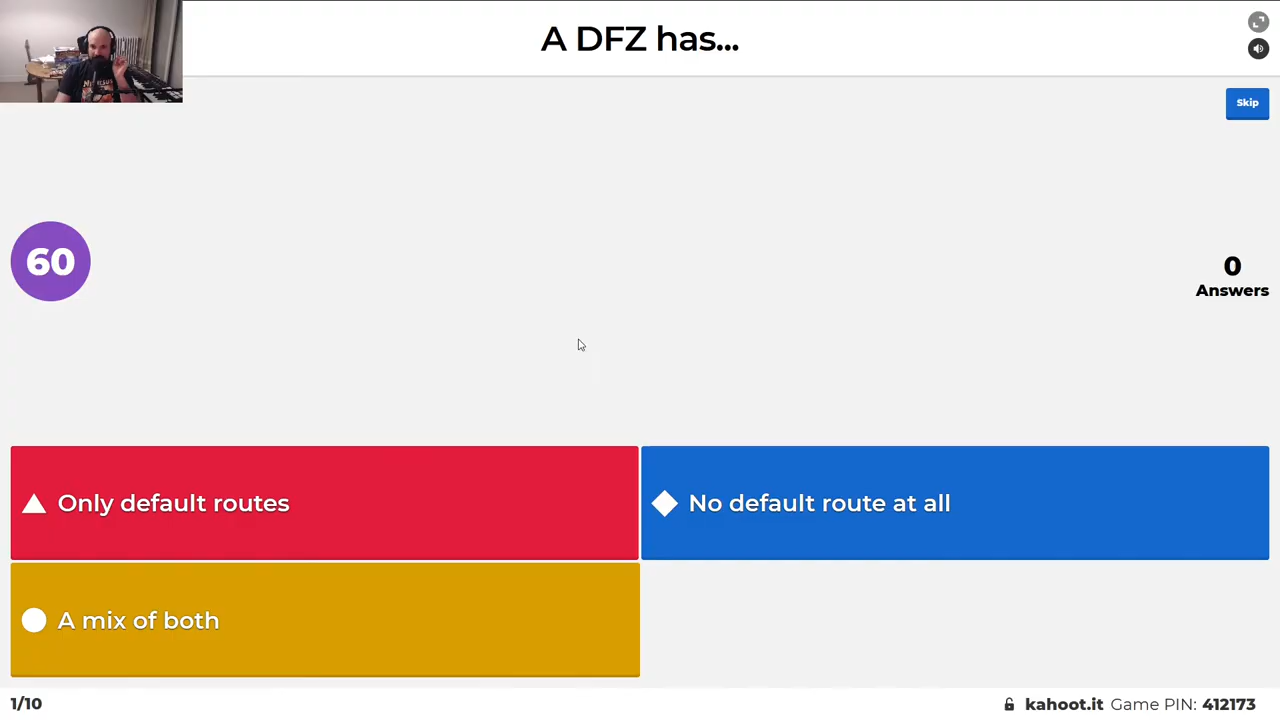 A DFZ has...
Skip
60
0
Answers
Only default routes
No default route at all
A mix of both
1/10
kahoot.it Game PIN: 412173